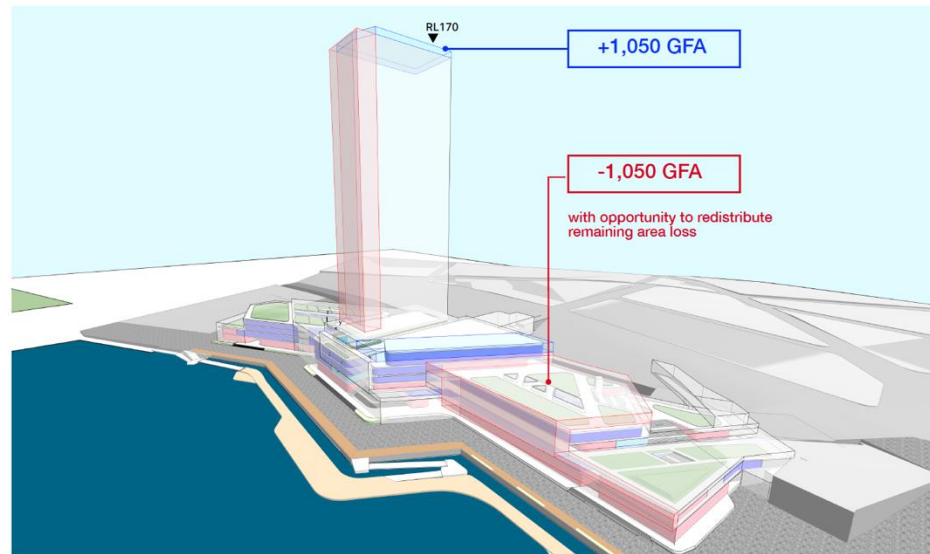 RL170
+1,050 GFA
-1,050 GFA
with opportunity to redistribute
remaining area loss